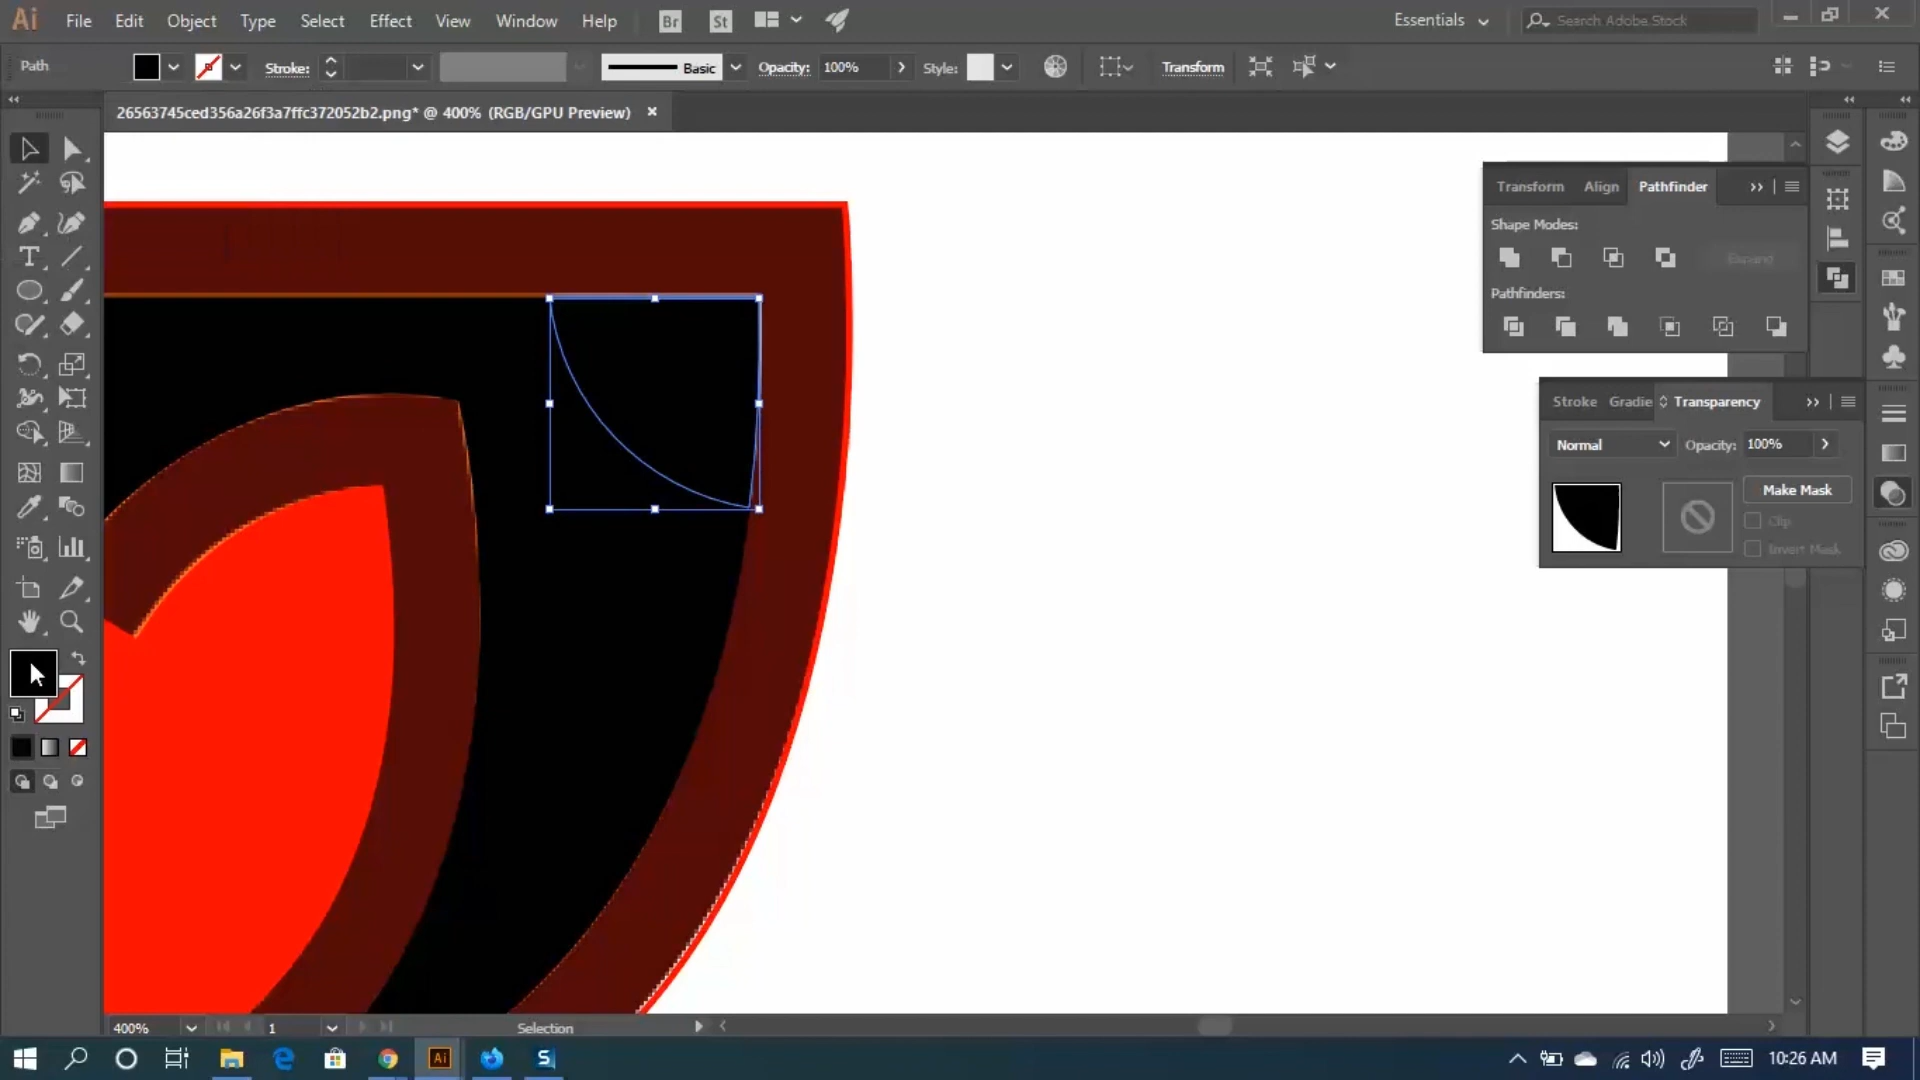 Ai File Edit Object Type Select Effect View Window Help Br St Essentials Search Adobe Stock
Path Stroke: Basic Opacity: 100% Style: Transform
26563745ced356a26f3a7ffc372052b2.png* @ 400% (RGB/GPU Preview)
Transform Align Pathfinder
Shape Modes:
Expand
Pathfinders:
Stroke Gradie Transparency
Normal Opacity: 100%
Make Mask
Clip
Invert Mask
400% 1 Selection
Ai S 10:26 AM